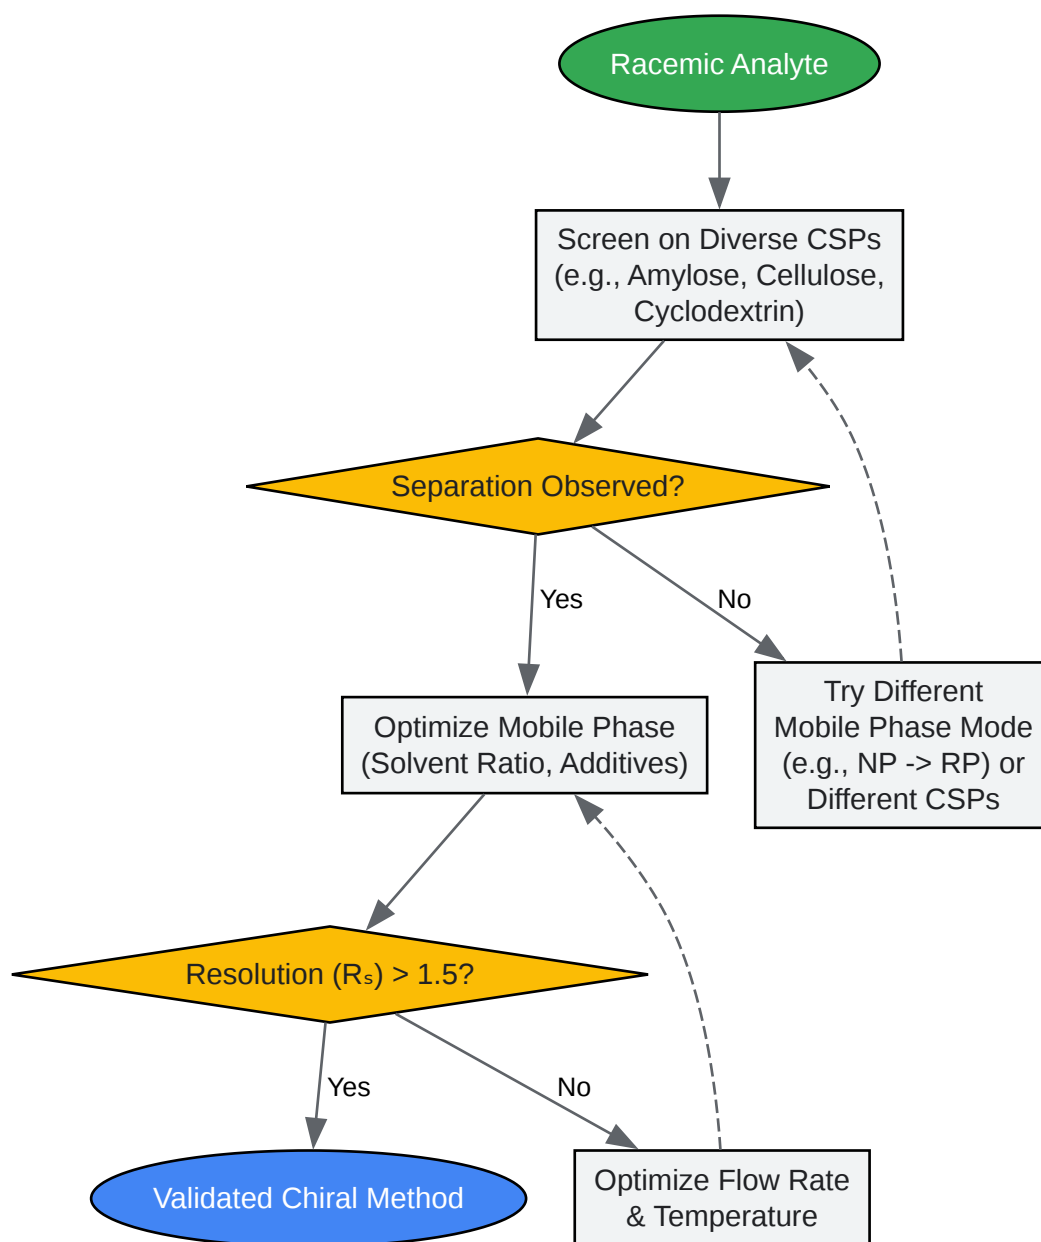 Racemic Analyte
Screen on Diverse CSPs
(e.g., Amylose, Cellulose,
Cyclodextrin)
Separation Observed?
Yes
No
Try Different
Mobile Phase Mode
(e.g., NP -> RP) or
Different CSPs
Optimize Mobile Phase
(Solvent Ratio, Additives)
Resolution (Rₛ) > 1.5?
Yes
No
Validated Chiral Method
Optimize Flow Rate
& Temperature